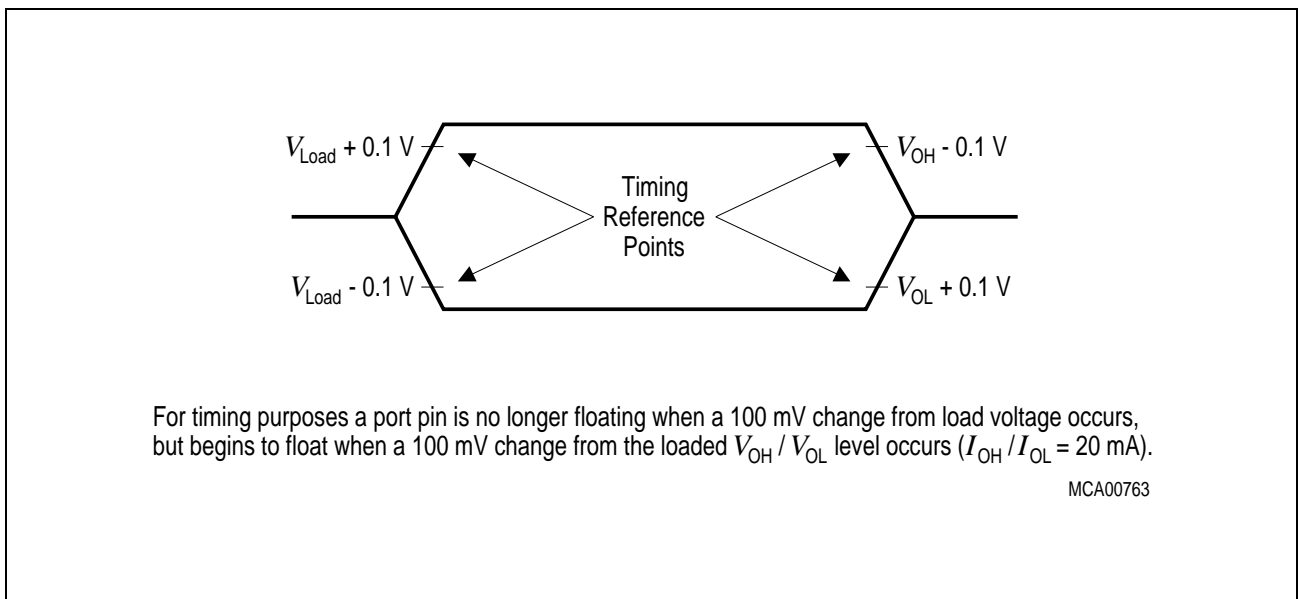 VLoad + 0.1 V
VOH - 0.1 V
Timing
Reference
Points
VLoad - 0.1 V
VOL + 0.1 V
For timing purposes a port pin is no longer floating when a 100 mV change from load voltage occurs,
but begins to float when a 100 mV change from the loaded VOH / VOL level occurs (IOH /IOL = 20 mA).
MCA00763